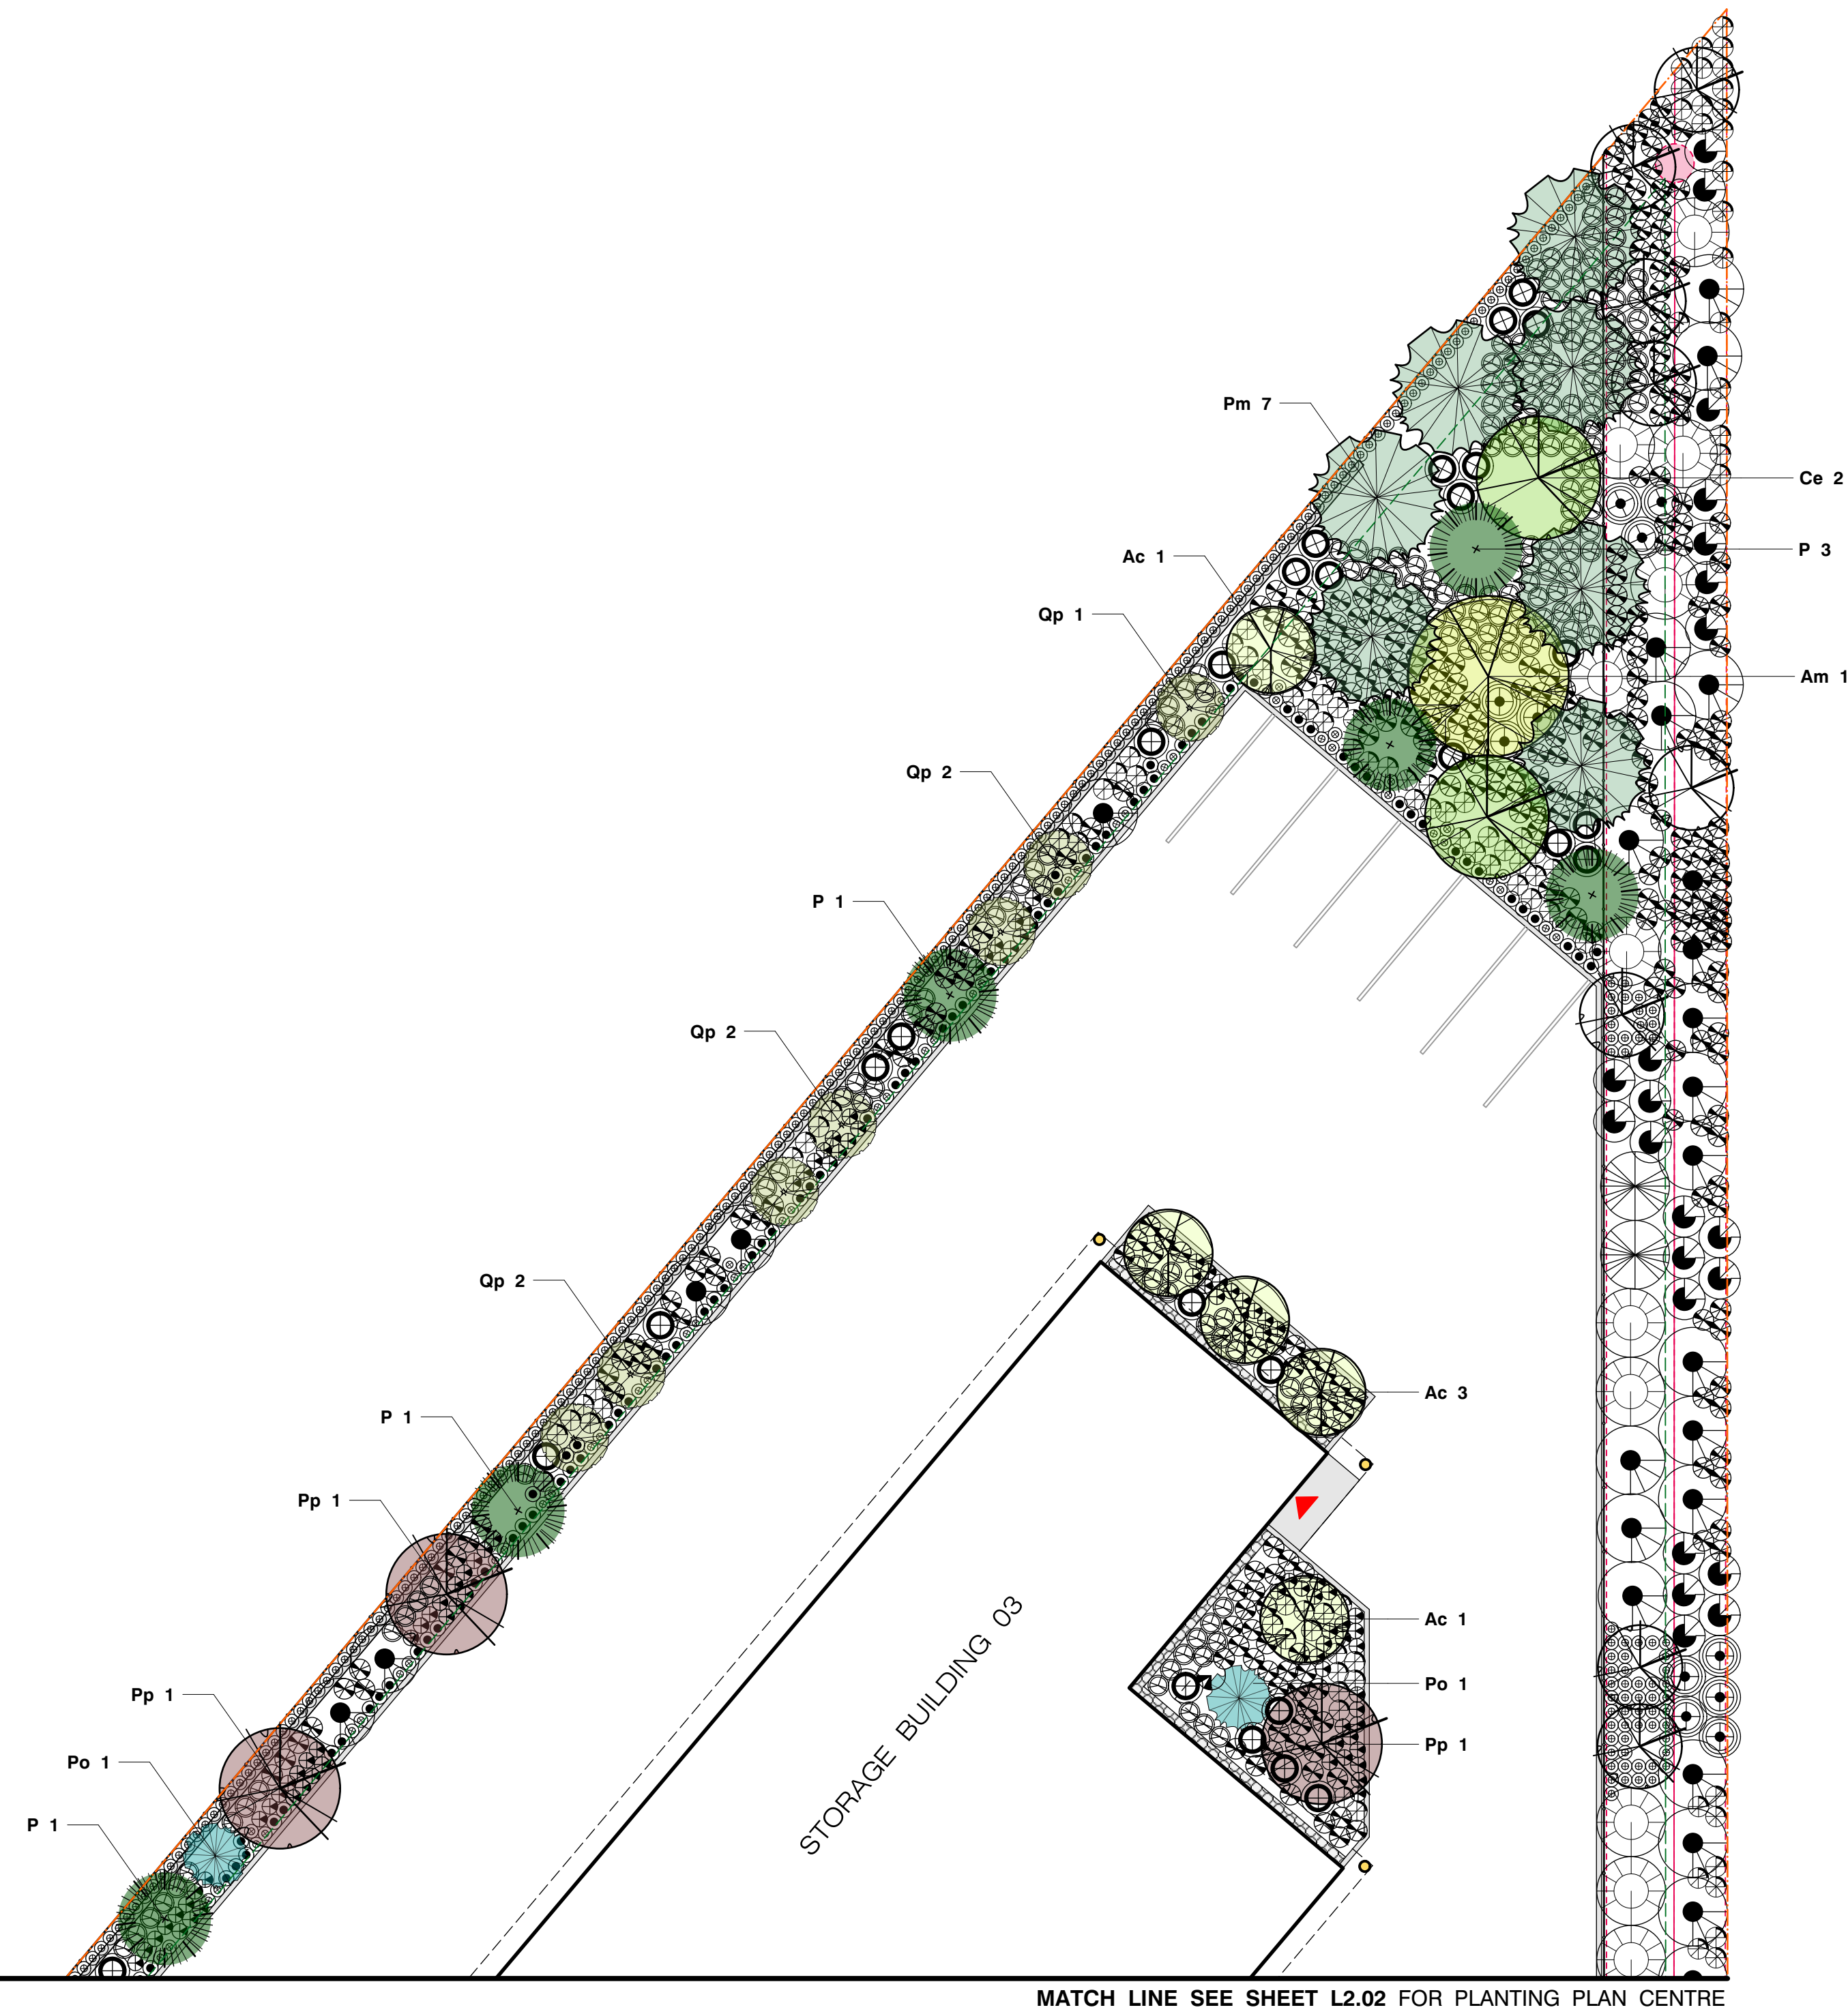 Pm 7
Ce 2
P 3
Ac 1
Qp 1
Am 1
Qp 2
P 1
Qp 2
Qp 2
Ac 3
P 1
Pp 1
STORAGE BUILDING 03
Ac 1
Po 1
Pp 1
Pp 1
Po 1
P 1
MATCH LINE SEE SHEET L2.02 FOR PLANTING PLAN CENTRE